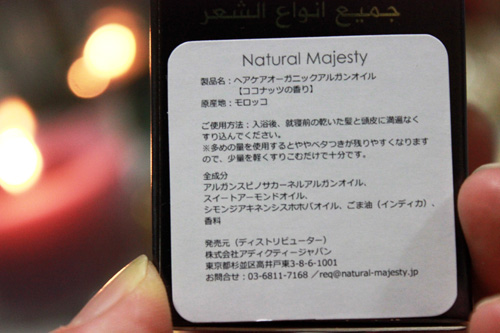 جميع أنواع الشعر
Natural Majesty
製品名：ヘアケアオーガニックアルガンオイル
【ココナッツの香り】
原産地：モロッコ
ご使用方法：入浴後、就寝前の乾いた髪と頭皮に満遍なく
すり込んでください。
※多めの量を使用するとややベタつきが残りやすくなります
ので、少量を軽くすりこむだけで十分です。
全成分
アルガンスピノサカーネルアルガンオイル、
スイートアーモンドオイル、
シモンジアキネンシスホホバオイル、ごま油（インディカ）、
香料
発売元（ディストリビューター）
株式会社アディクティージャパン
東京都杉並区高井戸東3-8-6-1001
お問合せ：03-6811-7168 ／req@natural-majesty.jp